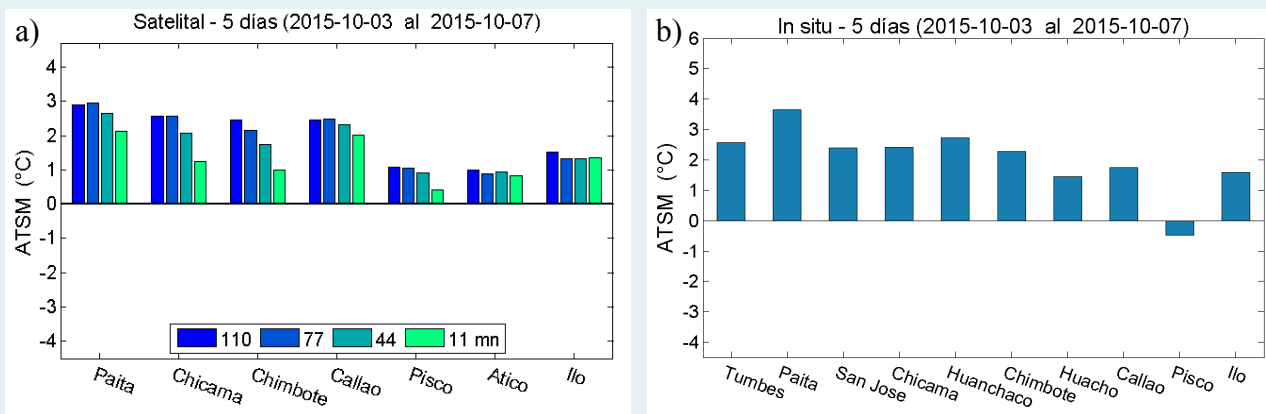 a)
Satelital - 5 días (2015-10-03 al 2015-10-07)
ATSM (°C)
4
3
2
1
0
-1
-2
-3
-4
110 77 44 11 mn
Paita Chicama Chimbote Callao Pisco Atico Ilo
b)
In situ - 5 días (2015-10-03 al 2015-10-07)
ATSM (°C)
6
5
4
3
2
1
0
-1
-2
-3
-4
Tumbes Paita San Jose Chicama Huanchaco Chimbote Huacho Callao Pisco Ilo